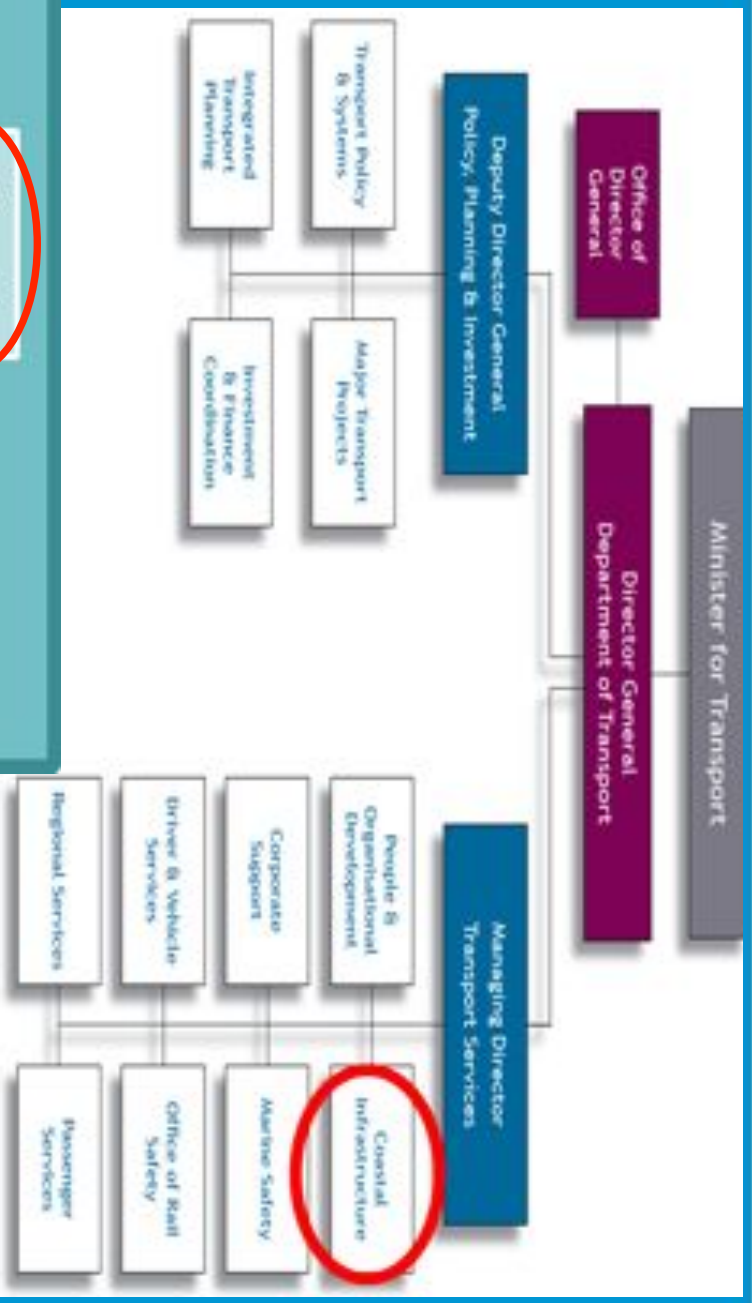 Minister for Transport
Office of
Director
General
Director General
Department of Transport
Deputy Director General
Policy, Planning & Investment
Managing Director
Transport Services
Transport Policy
& Systems
Major Transport
Projects
Integrated
Transport
Planning
Investment
& Finance
Coordination
People &
Organisational
Development
Coastal
Infrastructure
Corporate
Support
Marine Safety
Driver & Vehicle
Services
Office of Rail
Safety
Regional Services
Passenger
Services